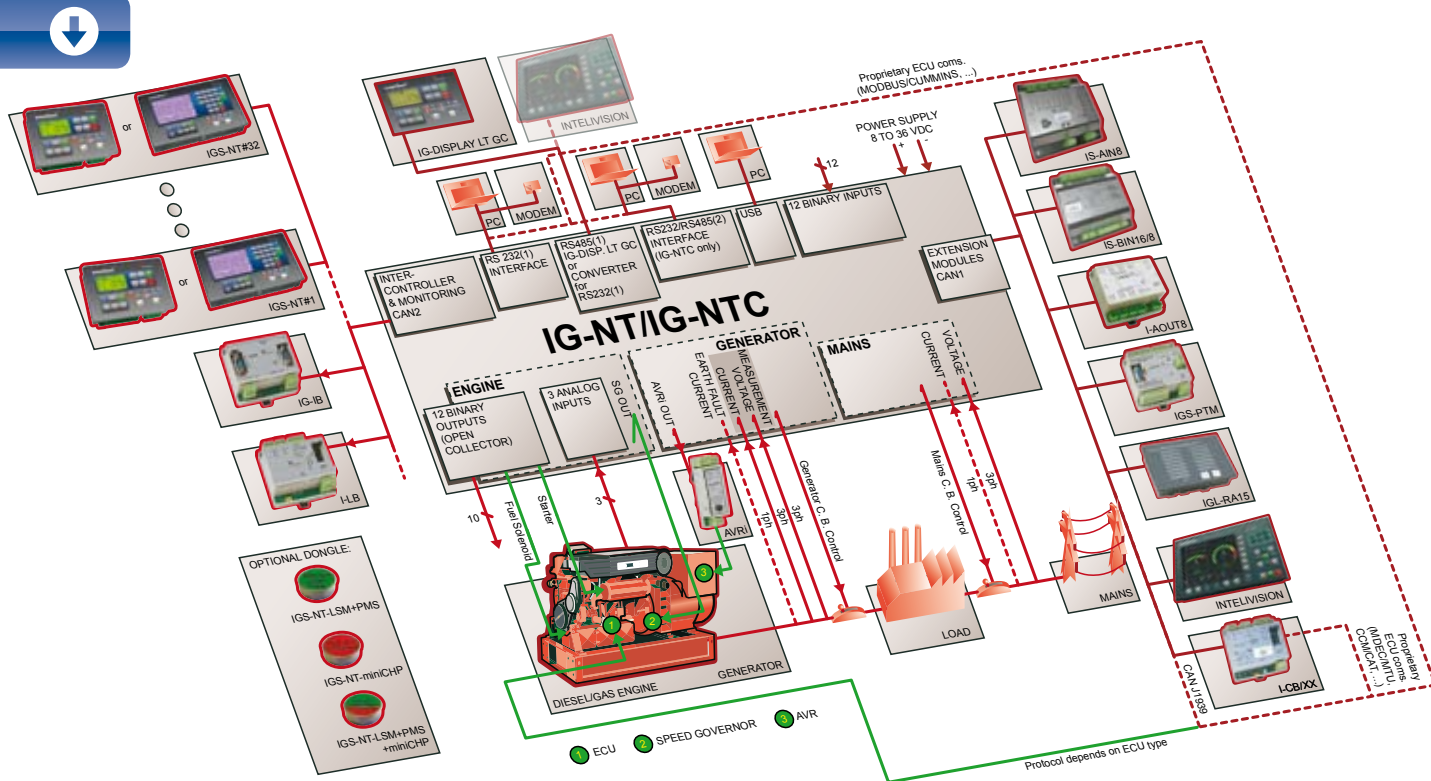 Proprietary ECU coms.
(MODBUS/CUMMINS, ...)
or
IGS-NT#32
IG-DISPLAY LT GC
INTELIVISION
POWER SUPPLY
8 TO 36 VDC
+ -
12
IS-AIN8
PC
MODEM
PC
MODEM
PC
IS-BIN16/8
or
IGS-NT#1
INTER-
CONTROLLER
& MONITORING
CAN2
RS 232(1)
INTERFACE
RS485(1)
IG-DISP. LT GC
or
CONVERTER
for
RS232(1)
RS232/RS485(2)
INTERFACE
(IG-NTC only)
USB
12 BINARY INPUTS
EXTENSION
MODULES
CAN1
I-AOUT8
IG-NT/IG-NTC
IG-IB
ENGINE
12 BINARY
OUTPUTS
(OPEN
COLLECTOR)
3 ANALOG
INPUTS
SG OUT
GENERATOR
AVRi OUT
EARTH FAULT
CURRENT
CURRENT
VOLTAGE
MEASUREMENT
MAINS
CURRENT
VOLTAGE
IGS-PTM
I-LB
10
Fuel Solenoid
Starter
3
AVRi
1ph
3ph
3ph
Generator C. B. Control
Mains C. B. Control
1ph
3ph
IGL-RA15
OPTIONAL DONGLE:
IGS-NT-LSM+PMS
IGS-NT-miniCHP
IGS-NT-LSM+PMS
+miniCHP
1
2
3
DIESEL/GAS ENGINE
GENERATOR
LOAD
MAINS
INTELIVISION
I-CB/XX
CAN J1939
Proprietary
ECU coms.
(MDEC/MTU,
CCM/CAT, ...)
1 ECU
2 SPEED GOVERNOR
3 AVR
Protocol depends on ECU type